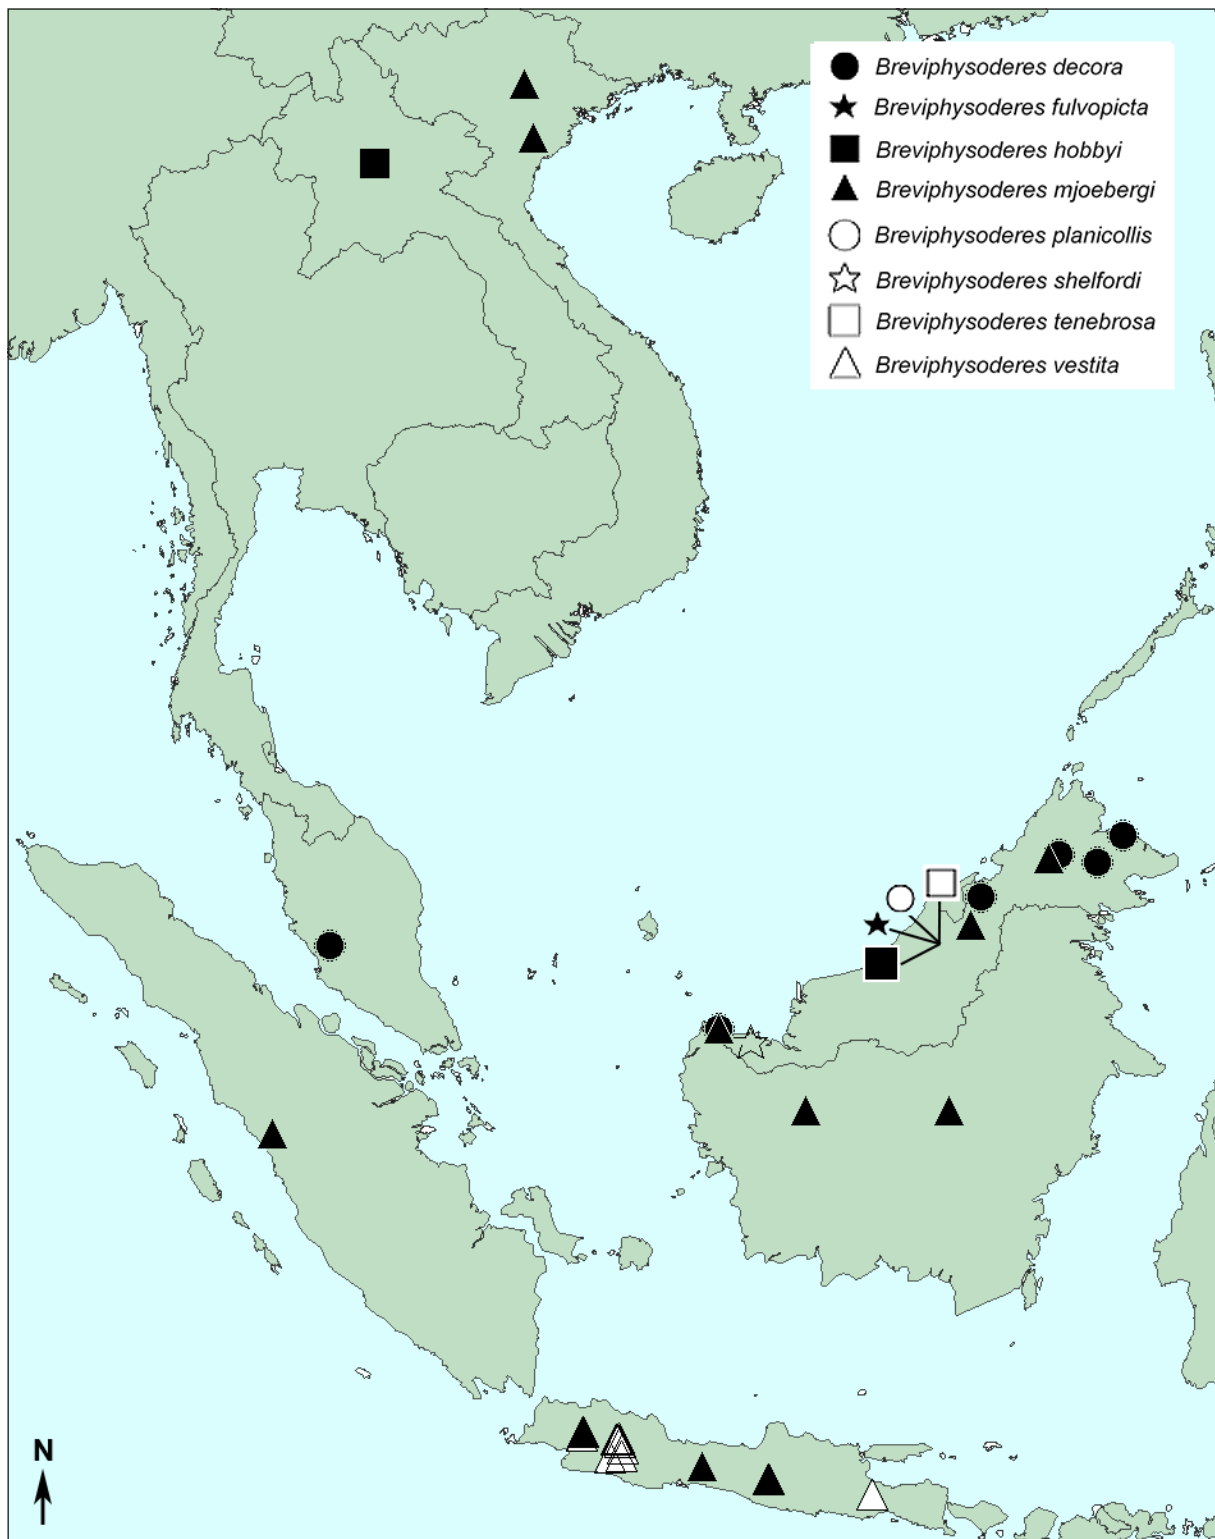 Breviphysoderes decora
Breviphysoderes fulvopicta
Breviphysoderes hobbyi
Breviphysoderes mjoebergi
Breviphysoderes planicollis
Breviphysoderes shelfordi
Breviphysoderes tenebrosa
Breviphysoderes vestita
N